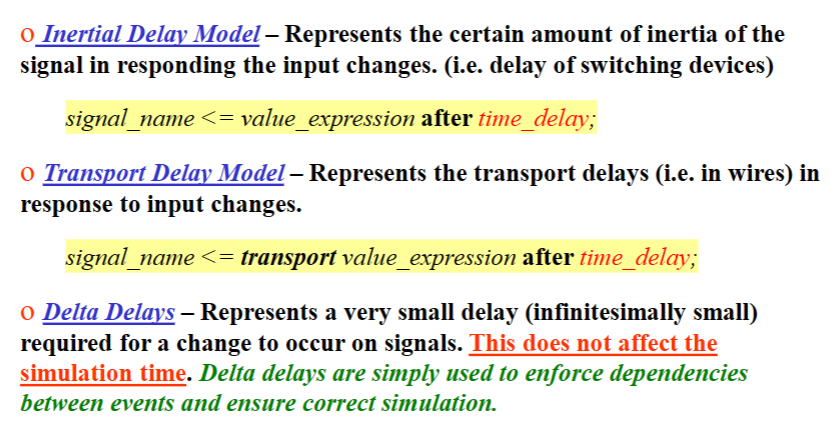 o Inertial Delay Model – Represents the certain amount of inertia of the
signal in responding the input changes. (i.e. delay of switching devices)
signal_name <= value_expression after time_delay;
o Transport Delay Model – Represents the transport delays (i.e. in wires) in
response to input changes.
signal_name <= transport value_expression after time_delay;
o Delta Delays – Represents a very small delay (infinitesimally small)
required for a change to occur on signals. This does not affect the
simulation time. Delta delays are simply used to enforce dependencies
between events and ensure correct simulation.